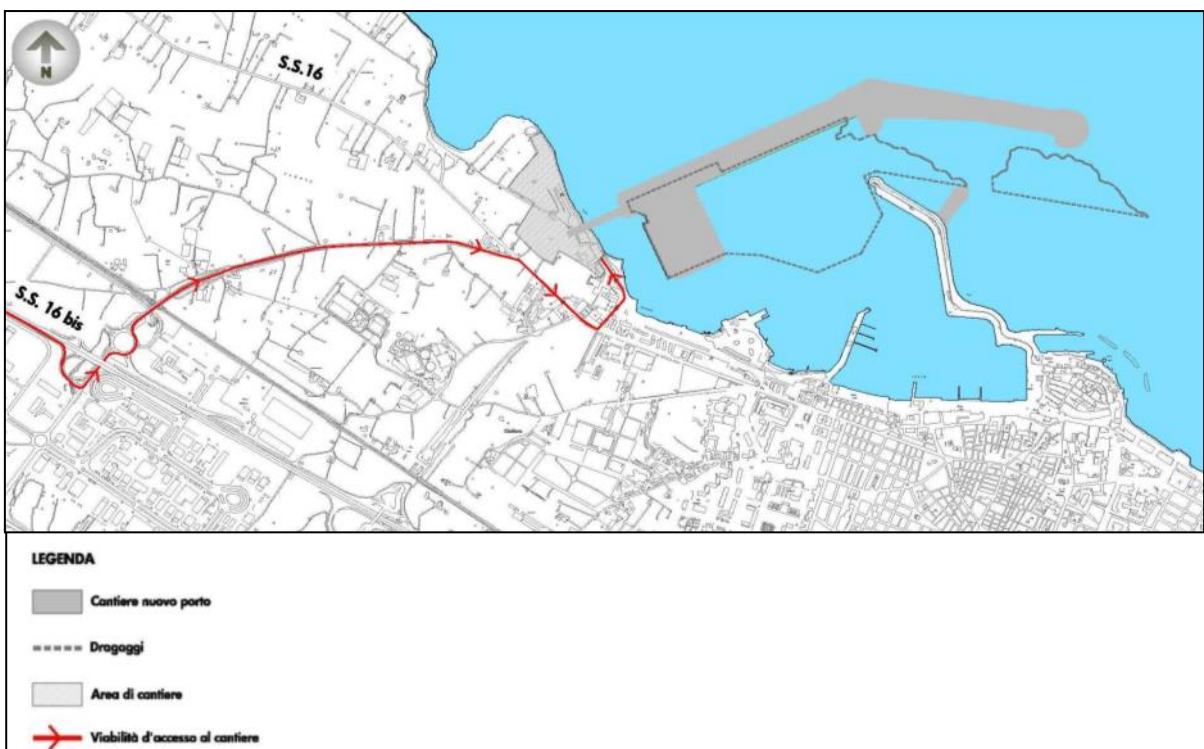 N
S.S.16
S.S. 16 bis
LEGENDA
Cantiere nuovo porto
Dragaggi
Area di cantiere
Viabilità d'accesso al cantiere